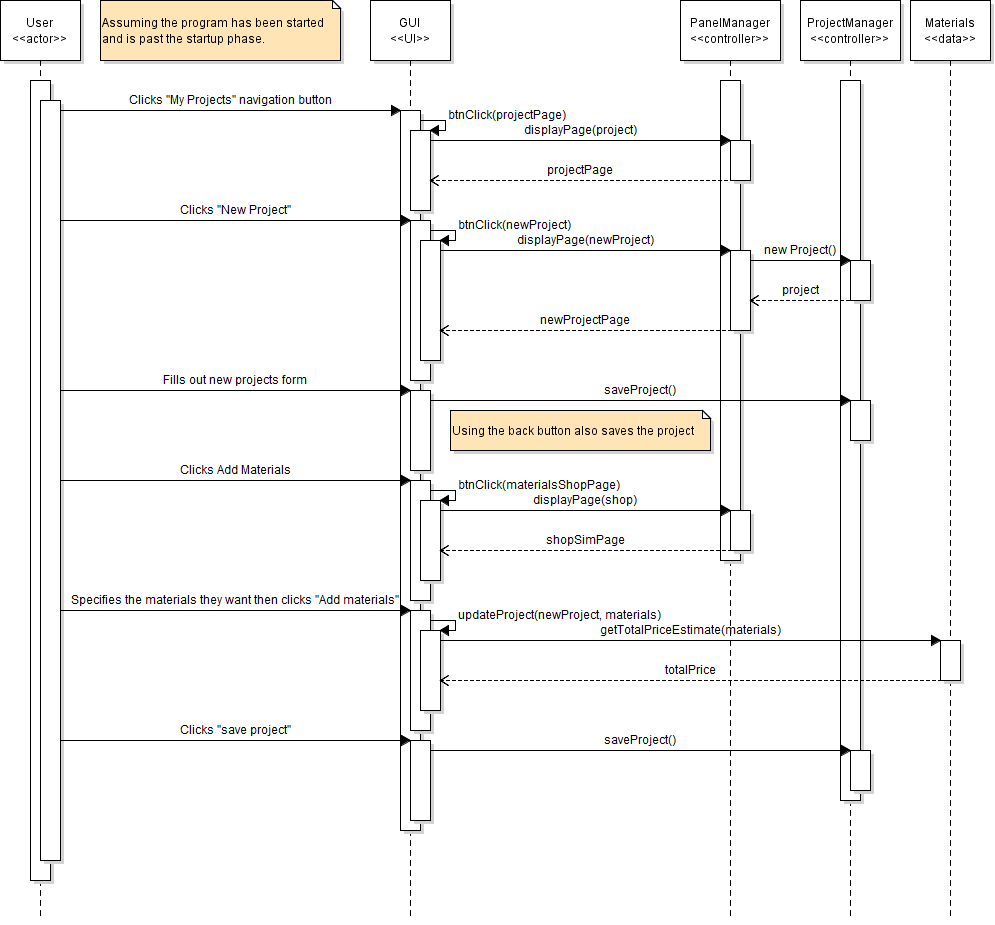 User
<<actor>>
Assuming the program has been started
and is past the startup phase.
GUI
<<UI>>
PanelManager
<<controller>>
ProjectManager
<<controller>>
Materials
<<data>>
Clicks "My Projects" navigation button
btnClick(projectPage)
displayPage(project)
projectPage
Clicks "New Project"
btnClick(newProject)
displayPage(newProject)
new Project()
project
newProjectPage
Fills out new projects form
saveProject()
Using the back button also saves the project
Clicks Add Materials
btnClick(materialsShopPage)
displayPage(shop)
shopSimPage
Specifies the materials they want then clicks "Add materials"
updateProject(newProject, materials)
getTotalPriceEstimate(materials)
totalPrice
Clicks "save project"
saveProject()